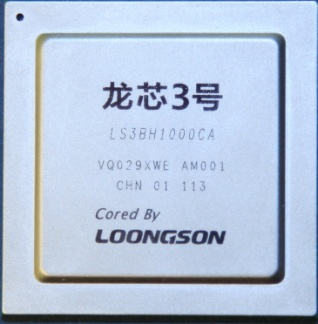 龙芯3号
LS3BH1000CA
VQ029XWE AM001
CHN 01 113
Cored By
LOONGSON